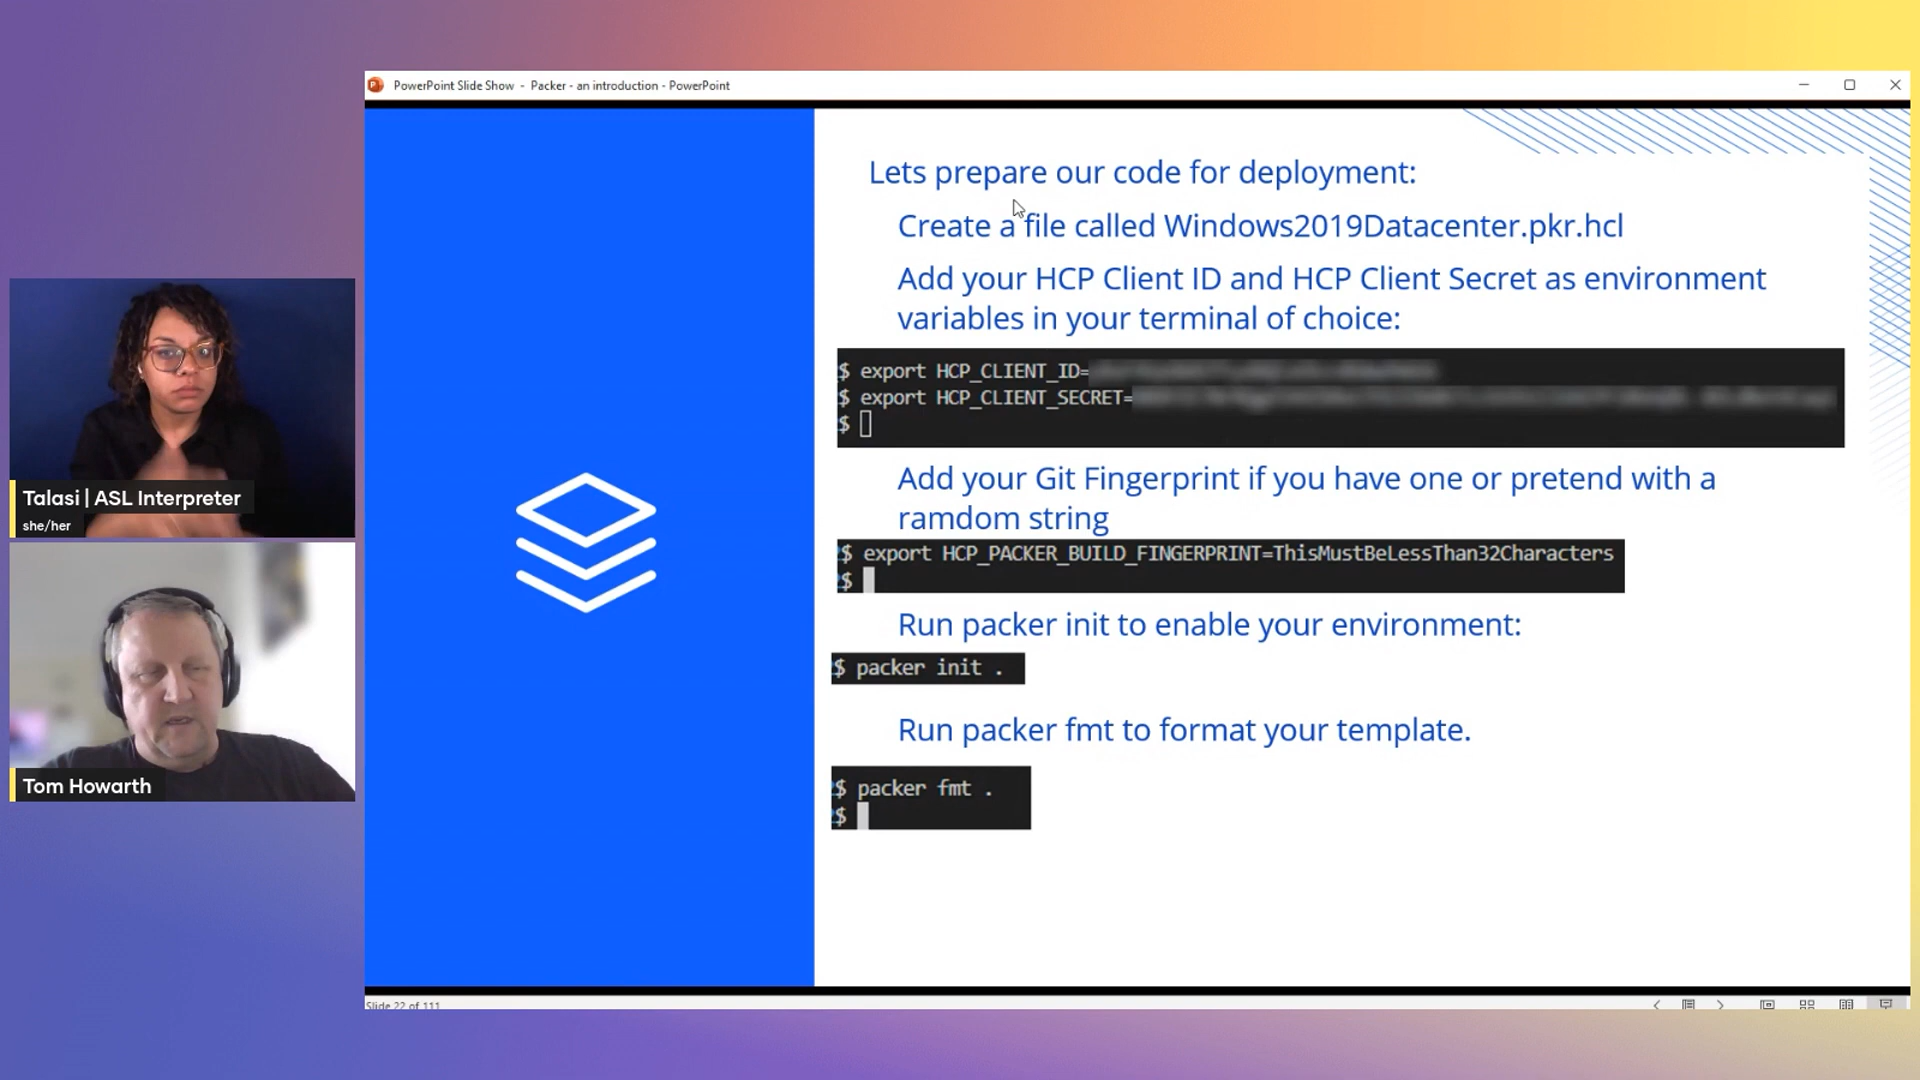 PowerPoint Slide Show - Packer - an introduction - PowerPoint
Lets prepare our code for deployment:
Create a file called Windows2019Datacenter.pkr.hcl
Add your HCP Client ID and HCP Client Secret as environment
variables in your terminal of choice:
$ export HCP_CLIENT_ID=
$ export HCP_CLIENT_SECRET=
$
Add your Git Fingerprint if you have one or pretend with a
ramdom string
$ export HCP_PACKER_BUILD_FINGERPRINT=ThisMustBeLessThan32Characters
$
Run packer init to enable your environment:
$ packer init .
Run packer fmt to format your template.
$ packer fmt .
$
Talasi | ASL Interpreter
she/her
Tom Howarth
Slide 22 of 111